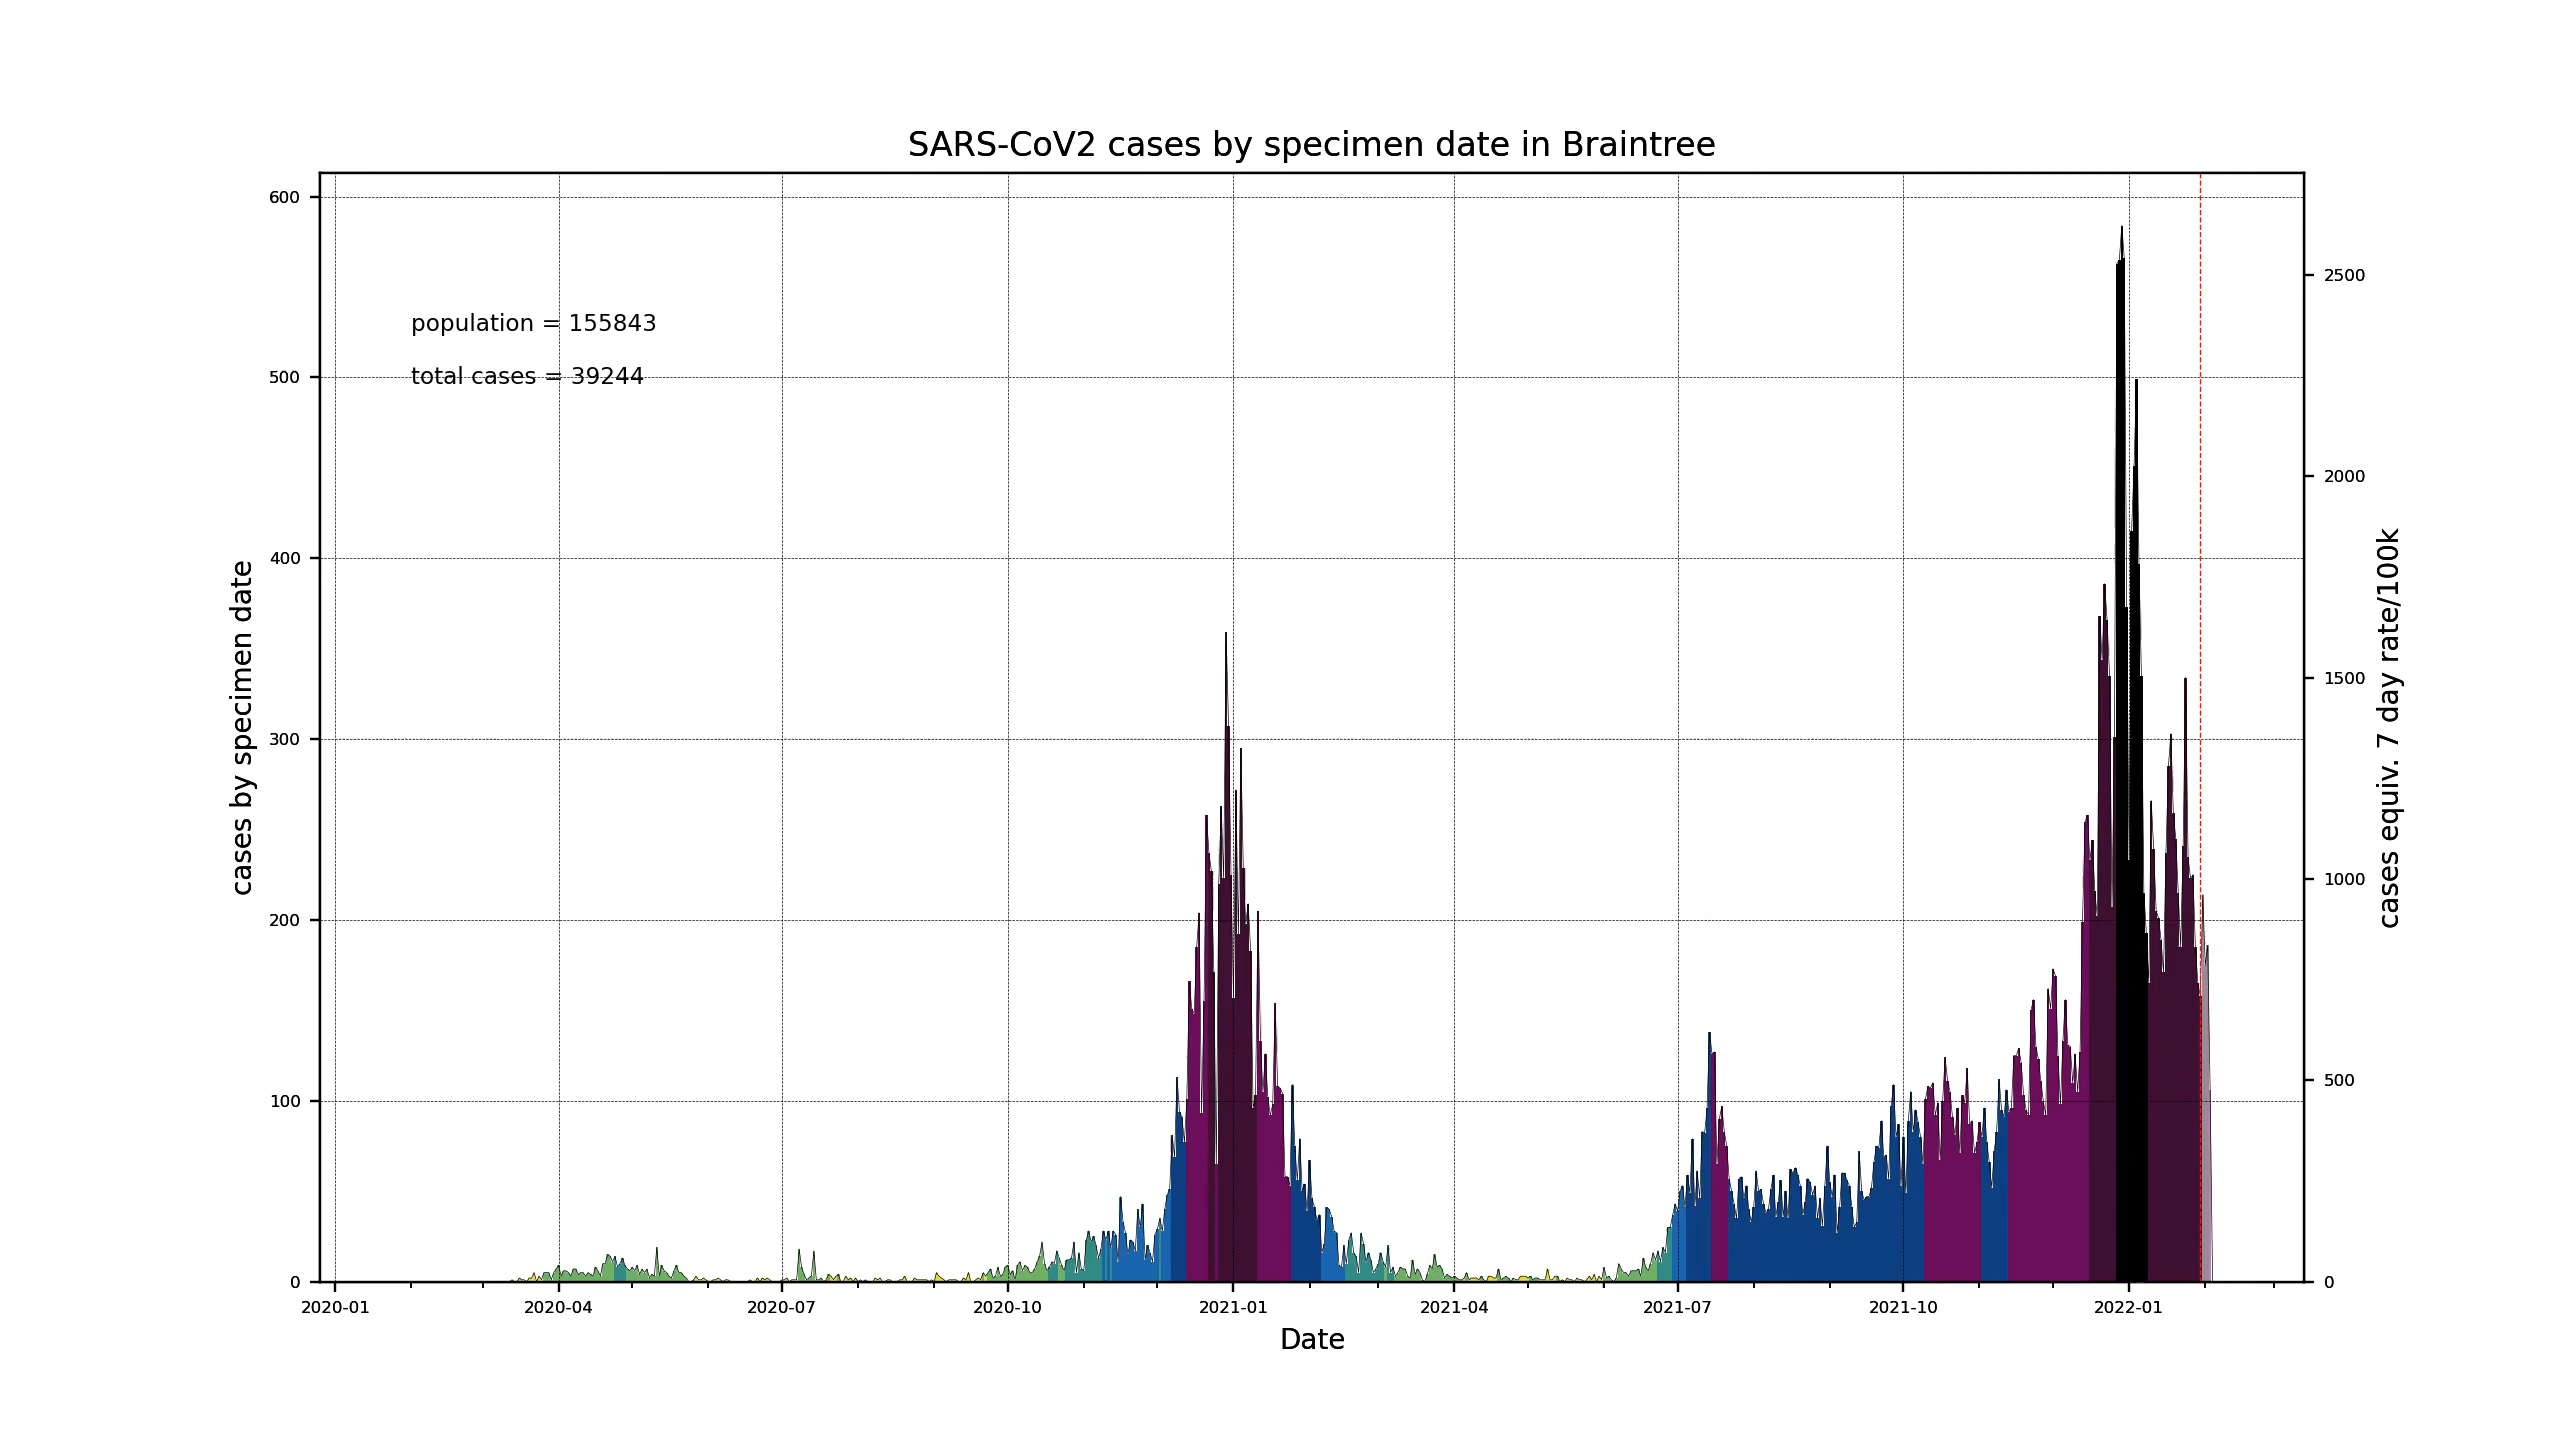 SARS-CoV2 cases by specimen date in Braintree
population = 155843
total cases = 39244
cases by specimen date
600
500
400
300
200
100
0
2500
2000
1500
1000
500
0
cases equiv. 7 day rate/100k
2020-01 2020-04 2020-07 2020-10 2021-01 2021-04 2021-07 2021-10 2022-01
Date